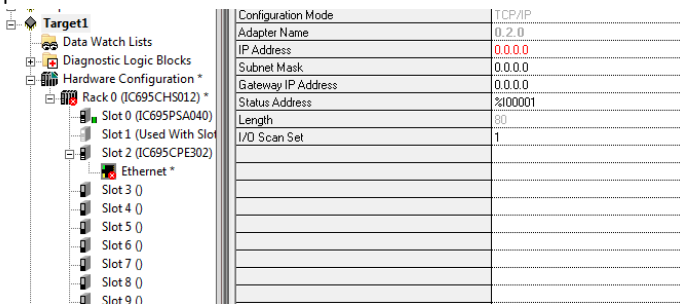 Target1
Data Watch Lists
Diagnostic Logic Blocks
Hardware Configuration *
Rack 0 (IC695CHS012) *
Slot 0 (IC695PSA040)
Slot 1 (Used With Slot
Slot 2 (IC695CPE302)
Ethernet *
Slot 3 ()
Slot 4 ()
Slot 5 ()
Slot 6 ()
Slot 7 ()
Slot 8 ()
Slot 9 ()
Configuration Mode TCP/IP
Adapter Name 0.2.0
IP Address 0.0.0.0
Subnet Mask 0.0.0.0
Gateway IP Address 0.0.0.0
Status Address %I00001
Length 80
I/O Scan Set 1